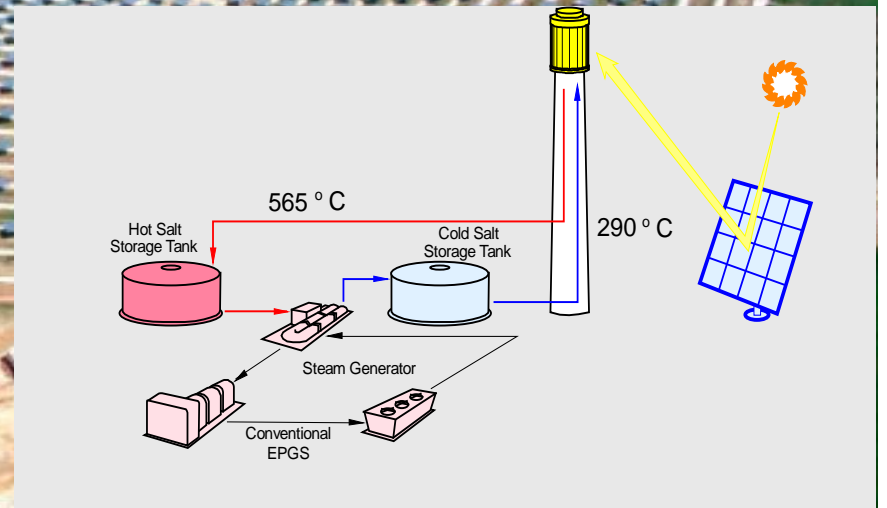 565 º C
Hot Salt
Storage Tank
Cold Salt
Storage Tank
290 º C
Steam Generator
Conventional
EPGS